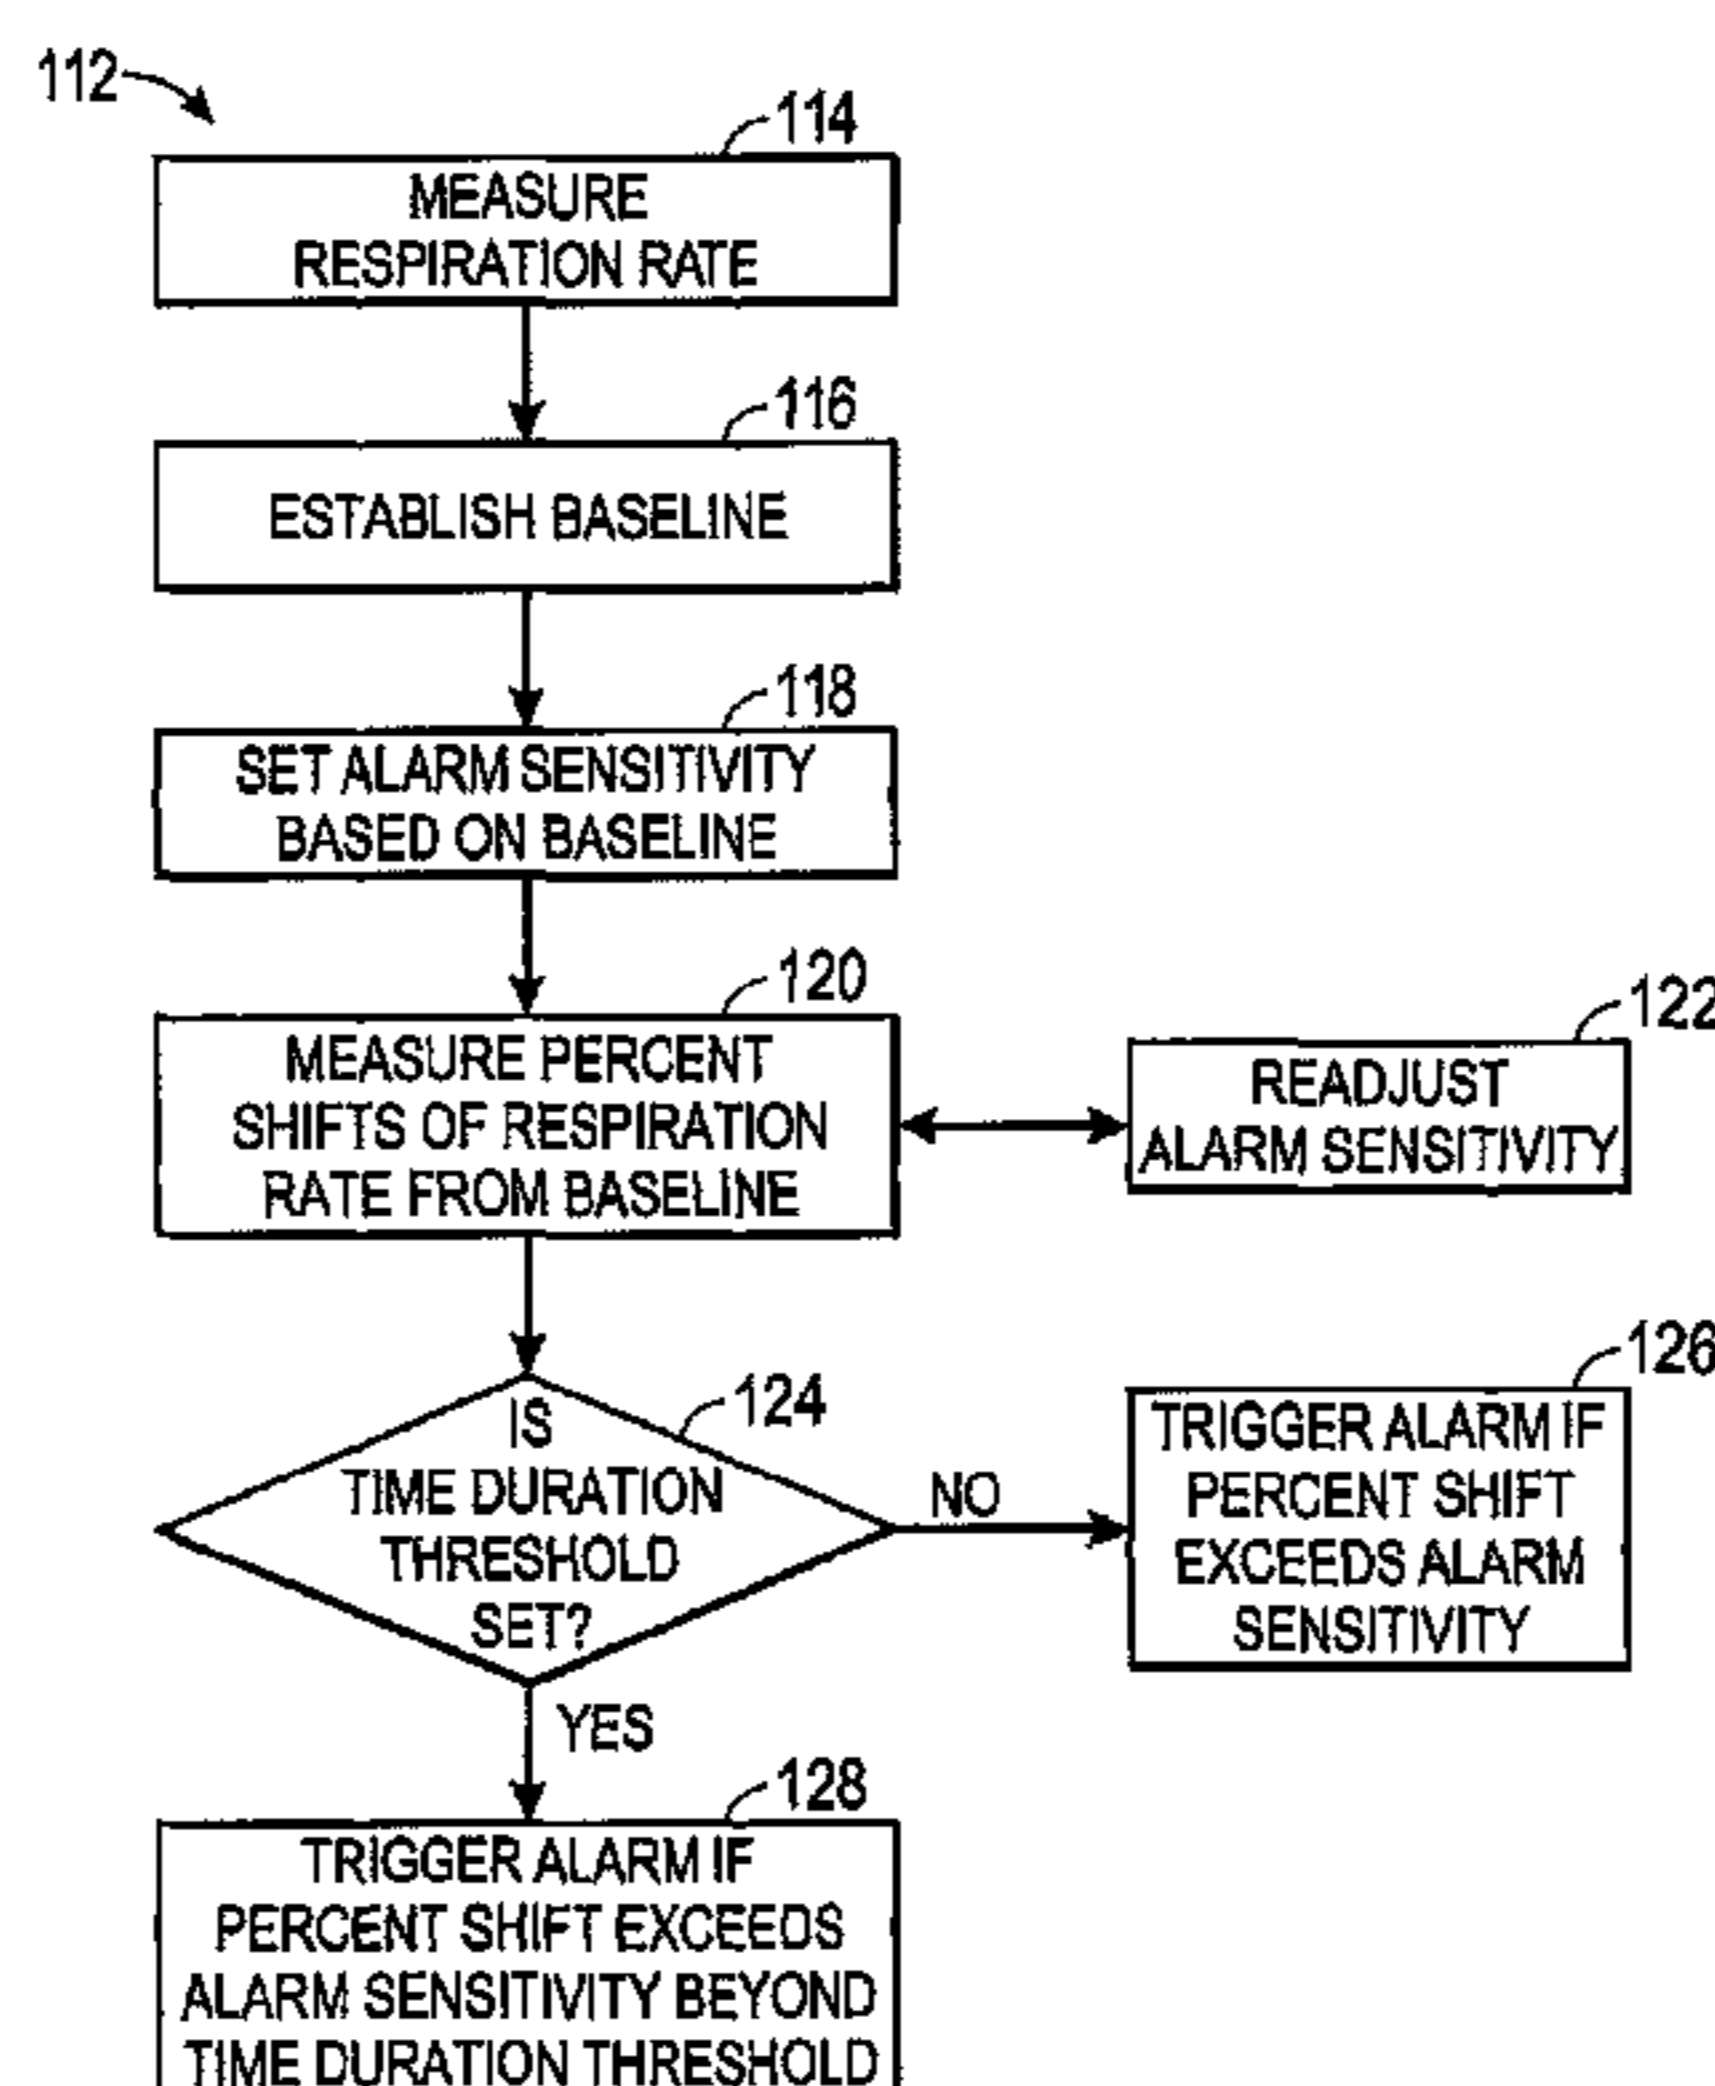 112
114
MEASURE
RESPIRATION RATE
116
ESTABLISH BASELINE
118
SET ALARM SENSITIVITY
BASED ON BASELINE
120
MEASURE PERCENT
SHIFTS OF RESPIRATION
RATE FROM BASELINE
122
READJUST
ALARM SENSITIVITY
124
IS
TIME DURATION
THRESHOLD
SET?
NO
126
TRIGGER ALARM IF
PERCENT SHIFT
EXCEEDS ALARM
SENSITIVITY
YES
128
TRIGGER ALARM IF
PERCENT SHIFT EXCEEDS
ALARM SENSITIVITY BEYOND
TIME DURATION THRESHOLD